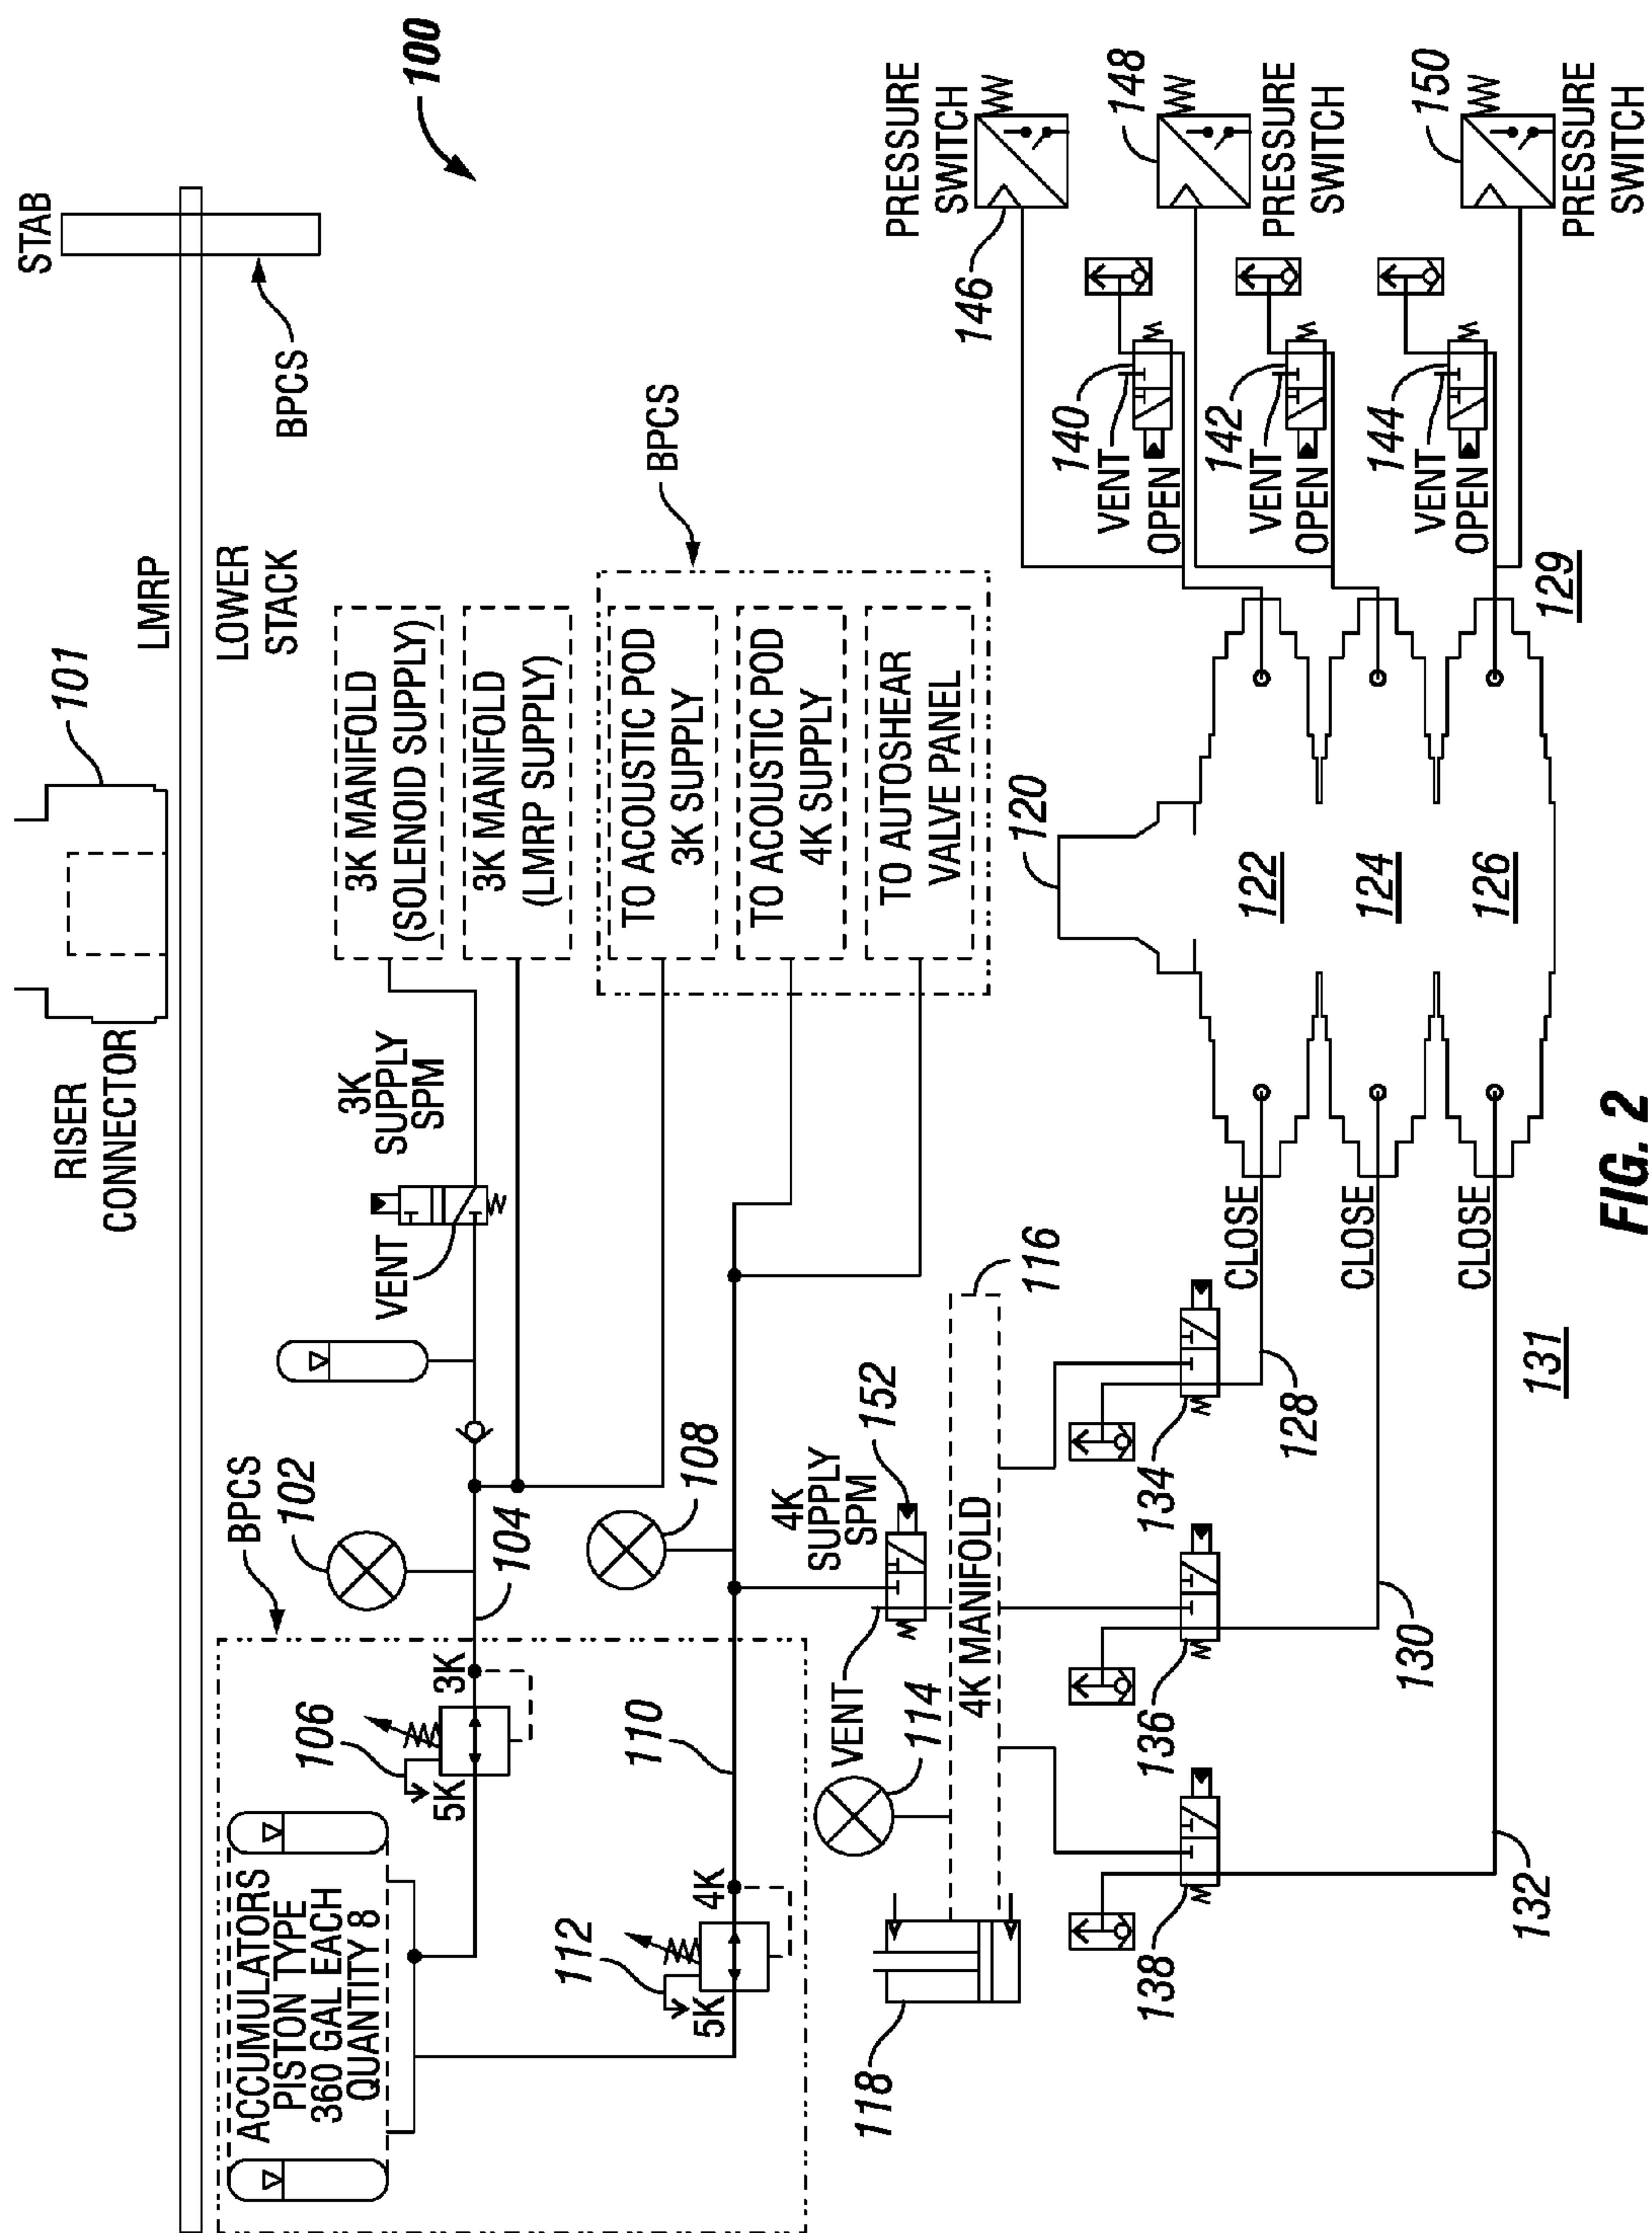 100
STAB
BPCS
101
LMRP
LOWER
STACK
RISER
CONNECTOR
3K MANIFOLD
(SOLENOID SUPPLY)
3K MANIFOLD
(LMRP SUPPLY)
BPCS
TO ACOUSTIC POD
3K SUPPLY
TO ACOUSTIC POD
4K SUPPLY
TO AUTOSHEAR
VALVE PANEL
3K
SUPPLY
SPM
VENT
BPCS
102
104
108
ACCUMULATORS
PISTON TYPE
360 GAL EACH
QUANTITY 8
106
5K
3K
110
112
5K
4K
4K
SUPPLY
SPM
152
VENT
114
116
4K MANIFOLD
118
120
122
124
126
PRESSURE
SWITCH
146
148
PRESSURE
SWITCH
150
PRESSURE
SWITCH
140
VENT
OPEN
142
VENT
OPEN
144
VENT
OPEN
129
CLOSE
CLOSE
CLOSE
134
128
136
130
138
132
131
FIG. 2